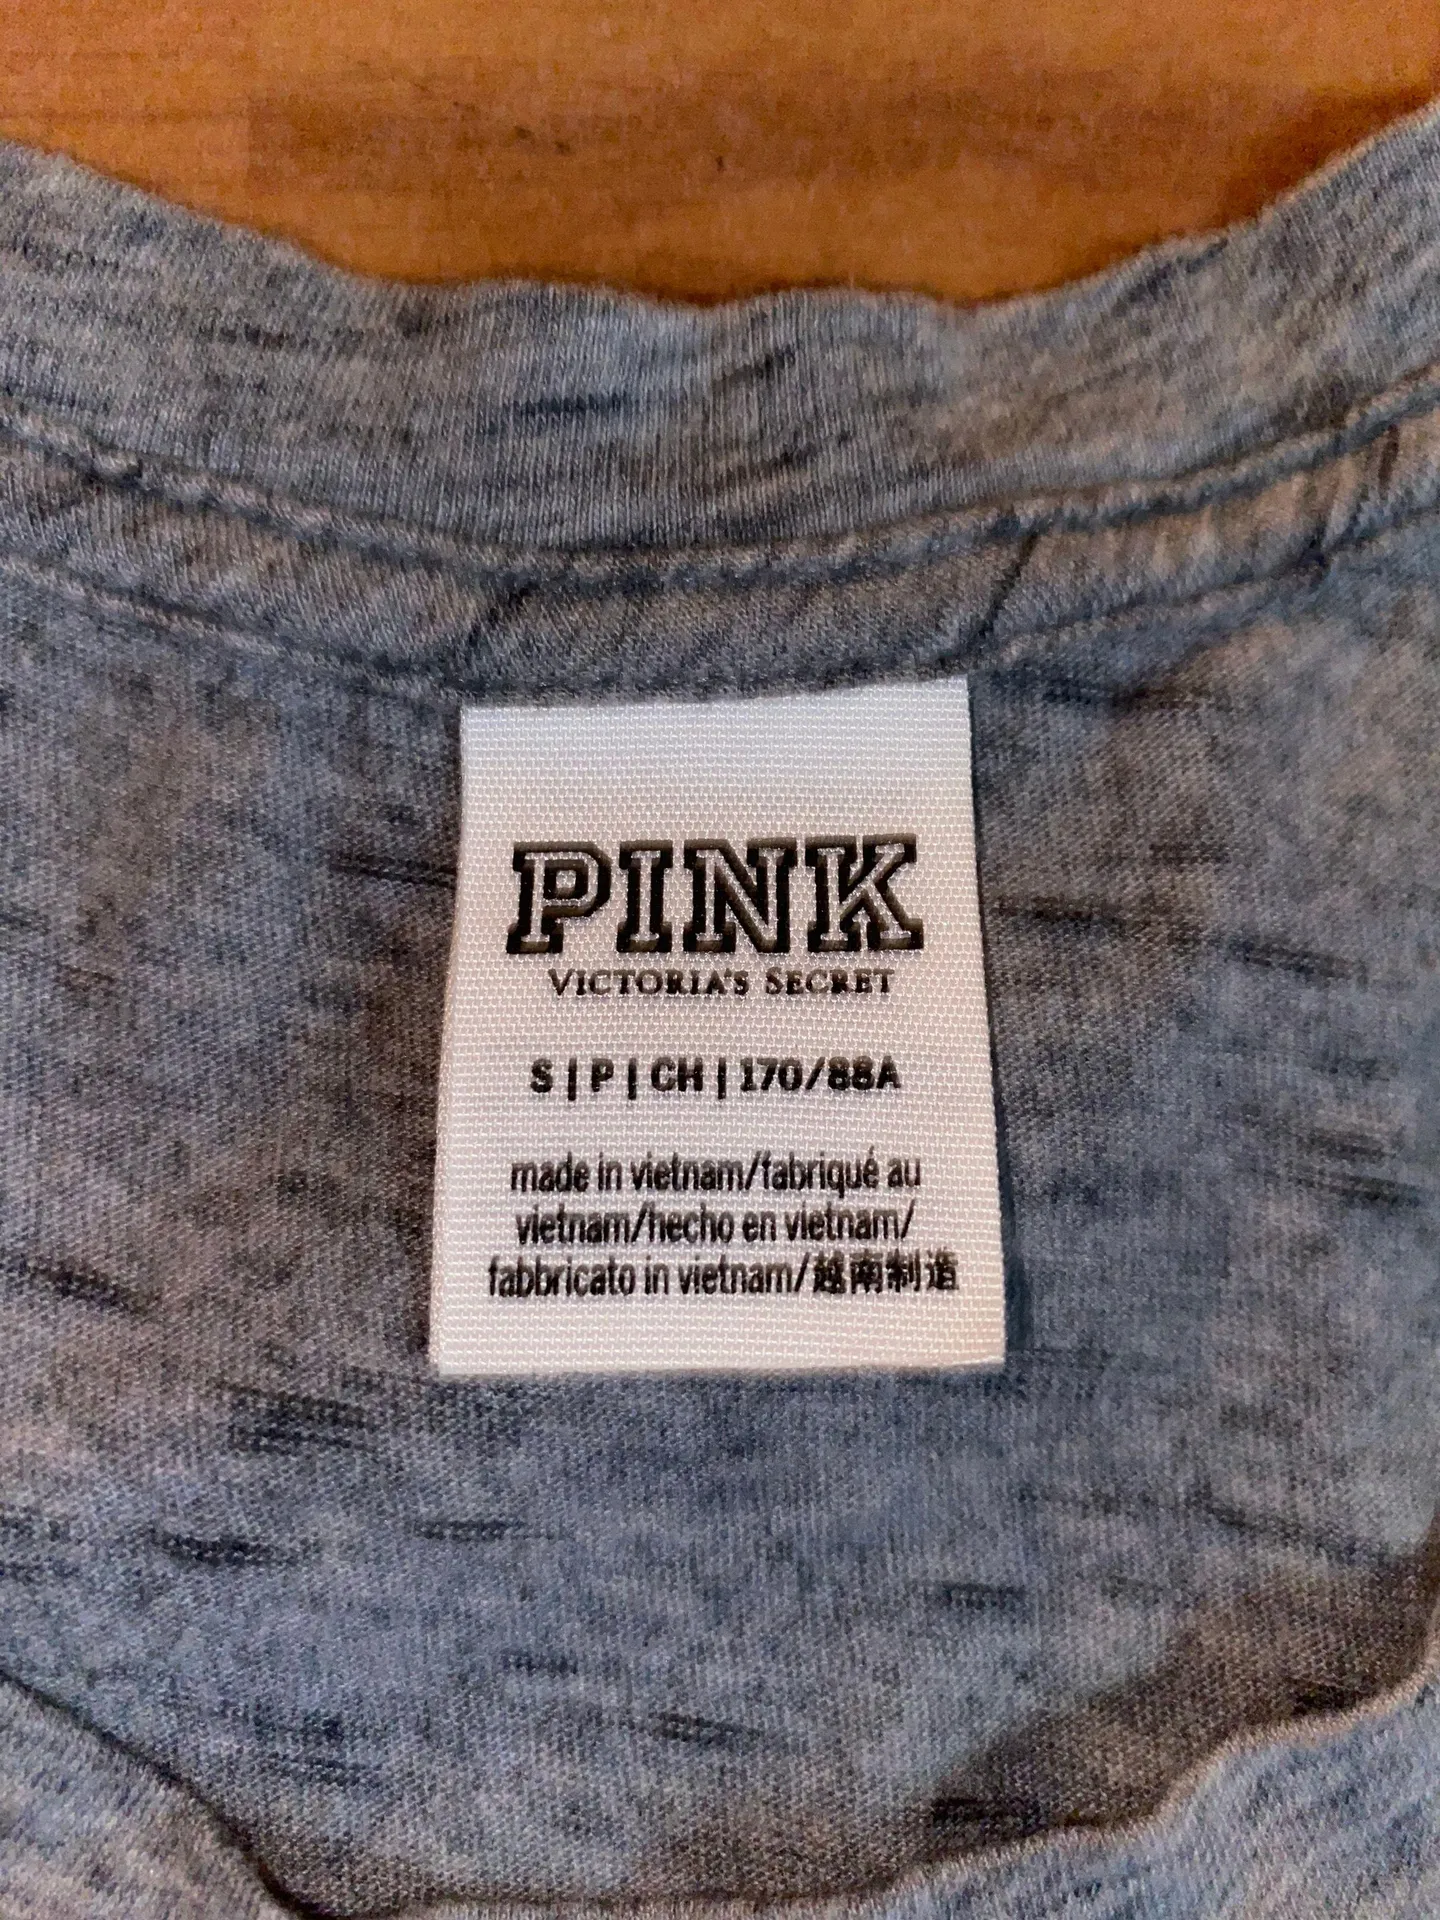 PINK
VICTORIA'S SECRET
S | P | CH | 170/88A
made in vietnam/fabriqué au
vietnam/hecho en vietnam/
fabbricato in vietnam/越南制造